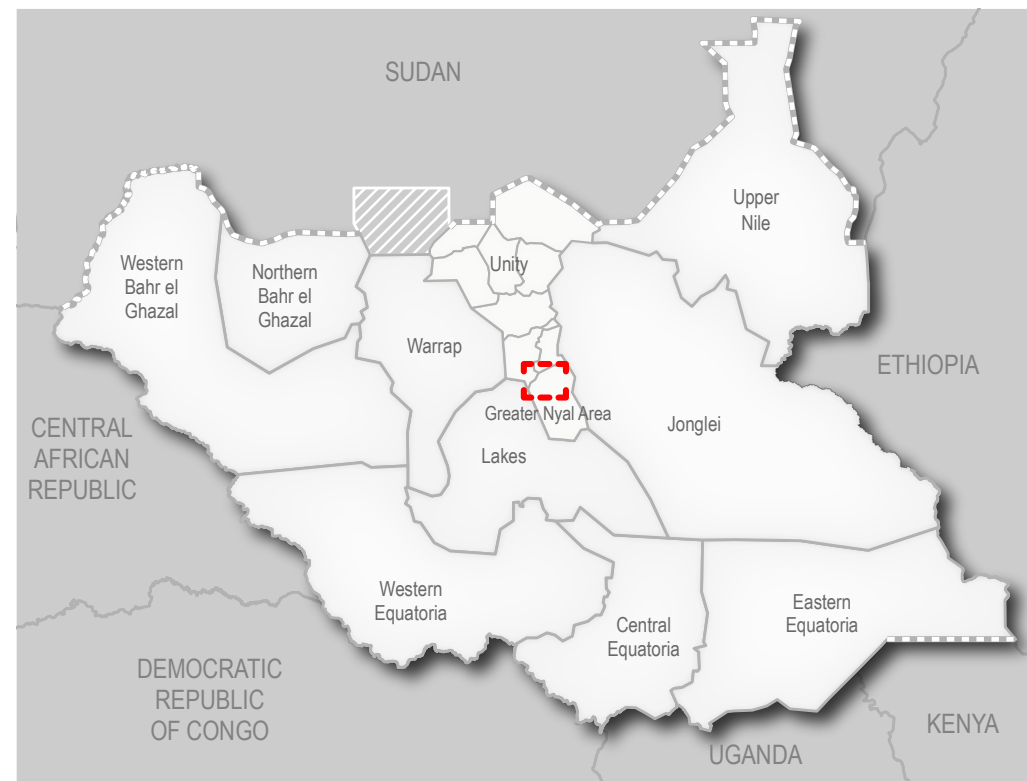 SUDAN
Upper
Nile
Western
Bahr el
Ghazal
Northern
Bahr el
Ghazal
Unity
Warrap
ETHIOPIA
Greater Nyal Area
Jonglei
CENTRAL
AFRICAN
REPUBLIC
Lakes
Western
Equatoria
Eastern
Equatoria
Central
Equatoria
DEMOCRATIC
REPUBLIC
OF CONGO
KENYA
UGANDA